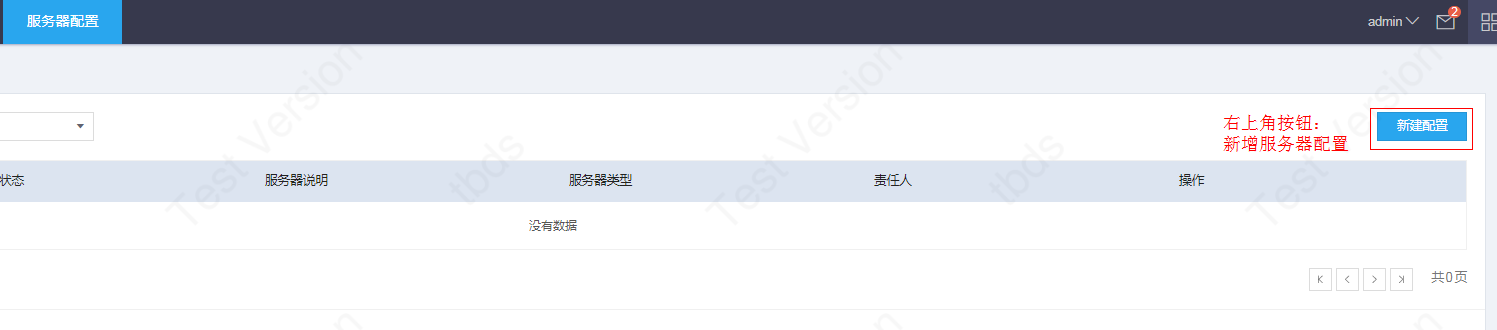 服务器配置
admin
2
右上角按钮：
新增服务器配置
新建配置
状态
服务器说明
服务器类型
责任人
操作
没有数据
共0页
Test Version
tbds
Test Version
tbds
Test Version